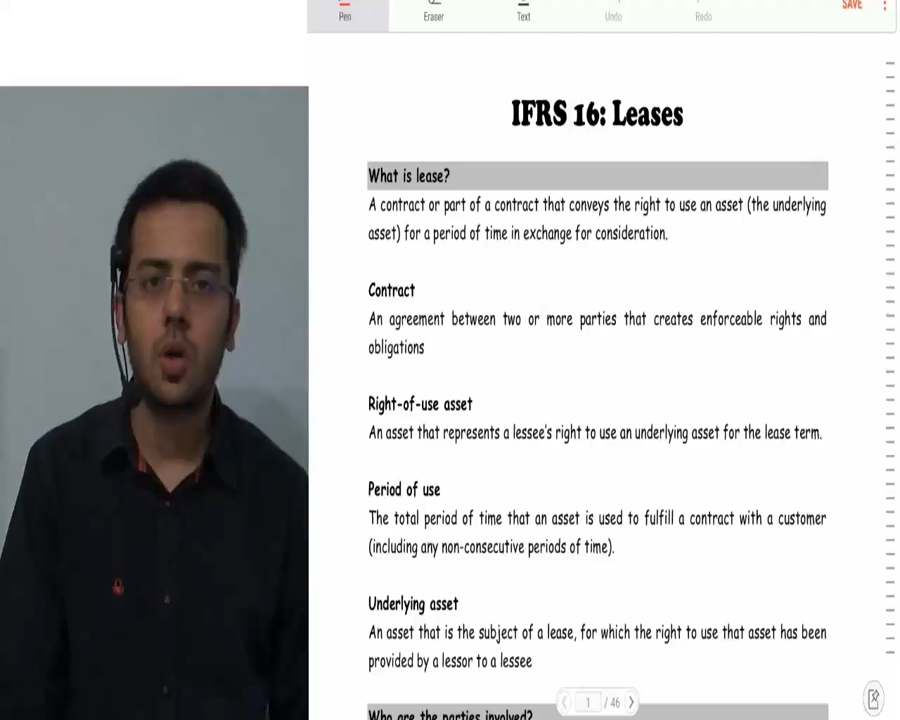 Pen Eraser Text Undo Redo SAVE
IFRS 16: Leases
What is lease?
A contract or part of a contract that conveys the right to use an asset (the underlying
asset) for a period of time in exchange for consideration.
Contract
An agreement between two or more parties that creates enforceable rights and
obligations
Right-of-use asset
An asset that represents a lessee's right to use an underlying asset for the lease term.
Period of use
The total period of time that an asset is used to fulfill a contract with a customer
(including any non-consecutive periods of time).
Underlying asset
An asset that is the subject of a lease, for which the right to use that asset has been
provided by a lessor to a lessee
1 / 46
Who are the parties involved?